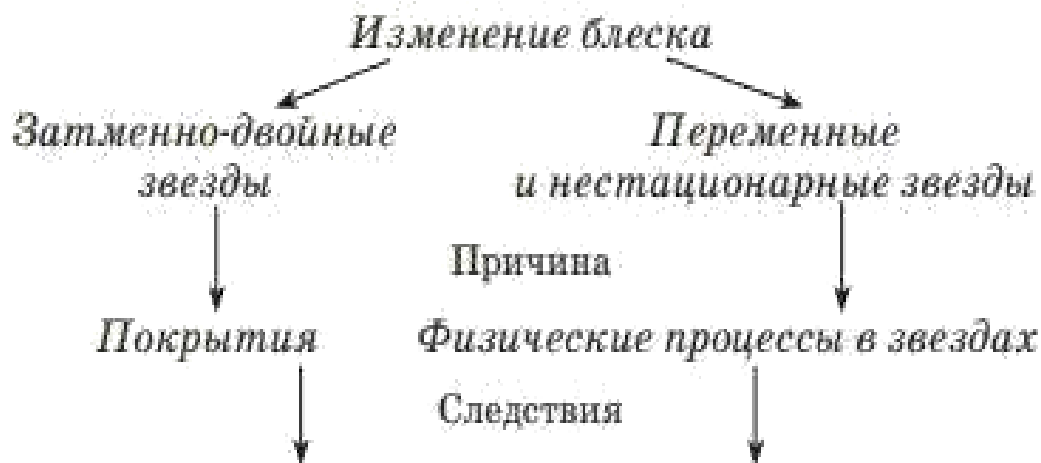 Изменение блеска
Затменно-двойные
звезды
Переменные
и нестационарные звезды
Причина
Покрытия
Физические процессы в звездах
Следствия